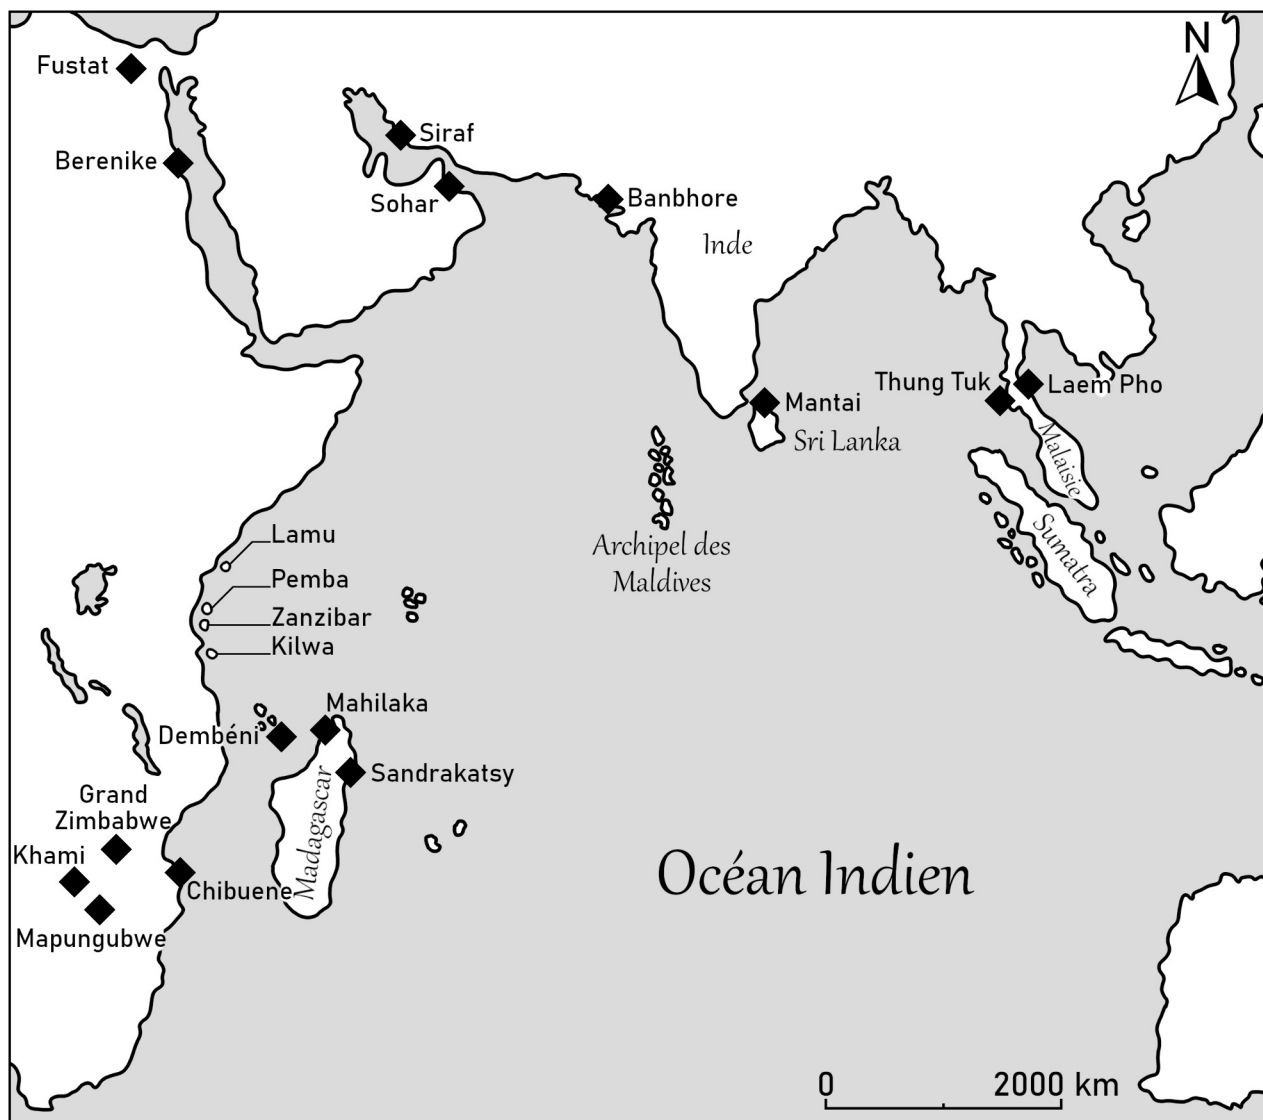 N
Fustat
Siraf
Berenike
Sohar
Banbhore
Inde
Thung Tuk
Laem Pho
Mantai
Sri Lanka
Malaisie
Archipel des
Maldives
Sumatra
Lamu
Pemba
Zanzibar
Kilwa
Mahilaka
Dembéni
Sandrakatsy
Madagascar
Grand
Zimbabwe
Khami
Chibuene
Mapungubwe
Océan Indien
0 2000 km